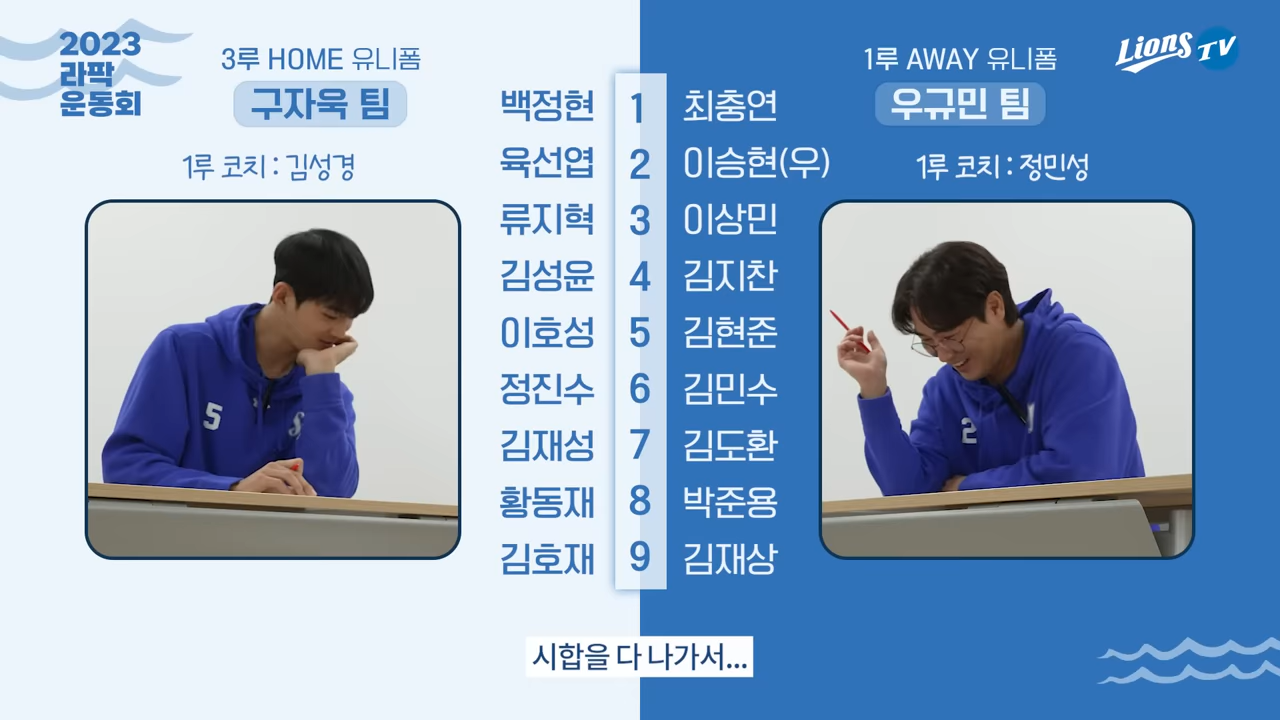 2023
라팍
운동회
3루 HOME 유니폼
구자욱 팀
1루 코치 : 김성경
5
S
백정현 1 최충연
육선엽 2 이승현(우)
류지혁 3 이상민
김성윤 4 김지찬
이호성 5 김현준
정진수 6 김민수
김재성 7 김도환
황동재 8 박준용
김호재 9 김재상
Lions TV
1루 AWAY 유니폼
우규민 팀
1루 코치 : 정민성
2
시합을 다 나가서...